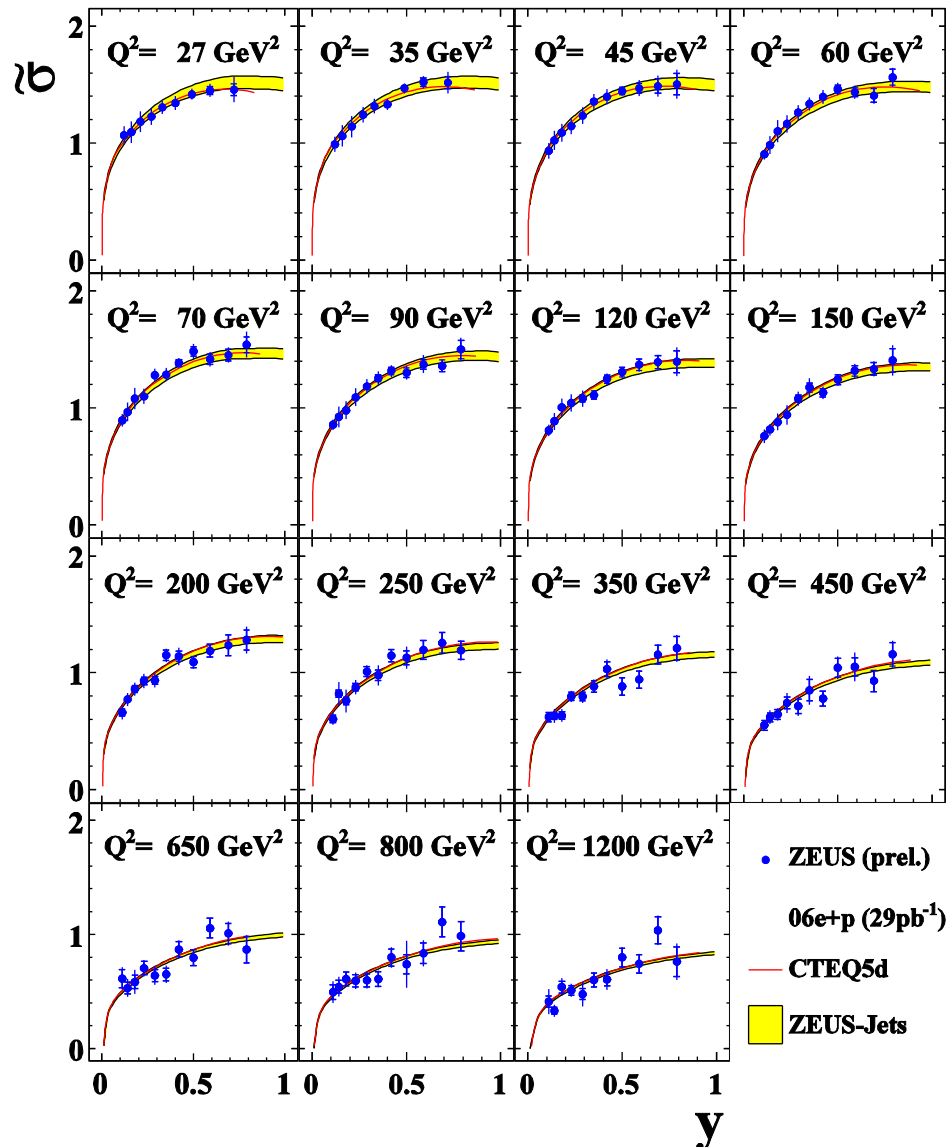 σ̃
2
1
0
Q²= 27 GeV²
Q²= 35 GeV²
Q²= 45 GeV²
Q²= 60 GeV²
2
1
0
Q²= 70 GeV²
Q²= 90 GeV²
Q²= 120 GeV²
Q²= 150 GeV²
2
1
0
Q²= 200 GeV²
Q²= 250 GeV²
Q²= 350 GeV²
Q²= 450 GeV²
2
1
0
Q²= 650 GeV²
Q²= 800 GeV²
Q²= 1200 GeV²
ZEUS (prel.)
06e+p (29pb⁻¹)
CTEQ5d
ZEUS-Jets
0 0.5 1 0 0.5 1 0 0.5 1
y